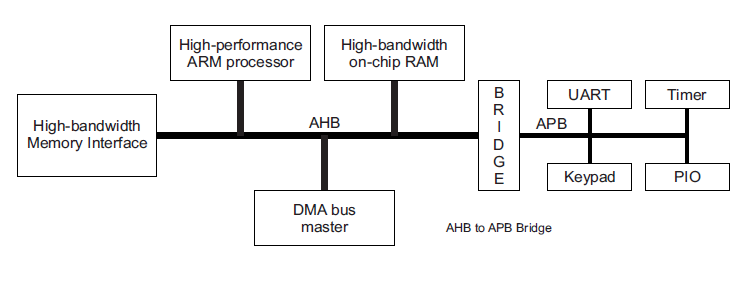 High-performance
ARM processor
High-bandwidth
on-chip RAM
High-bandwidth
Memory Interface
AHB
DMA bus
master
B
R
I
D
G
E
APB
UART
Timer
Keypad
PIO
AHB to APB Bridge